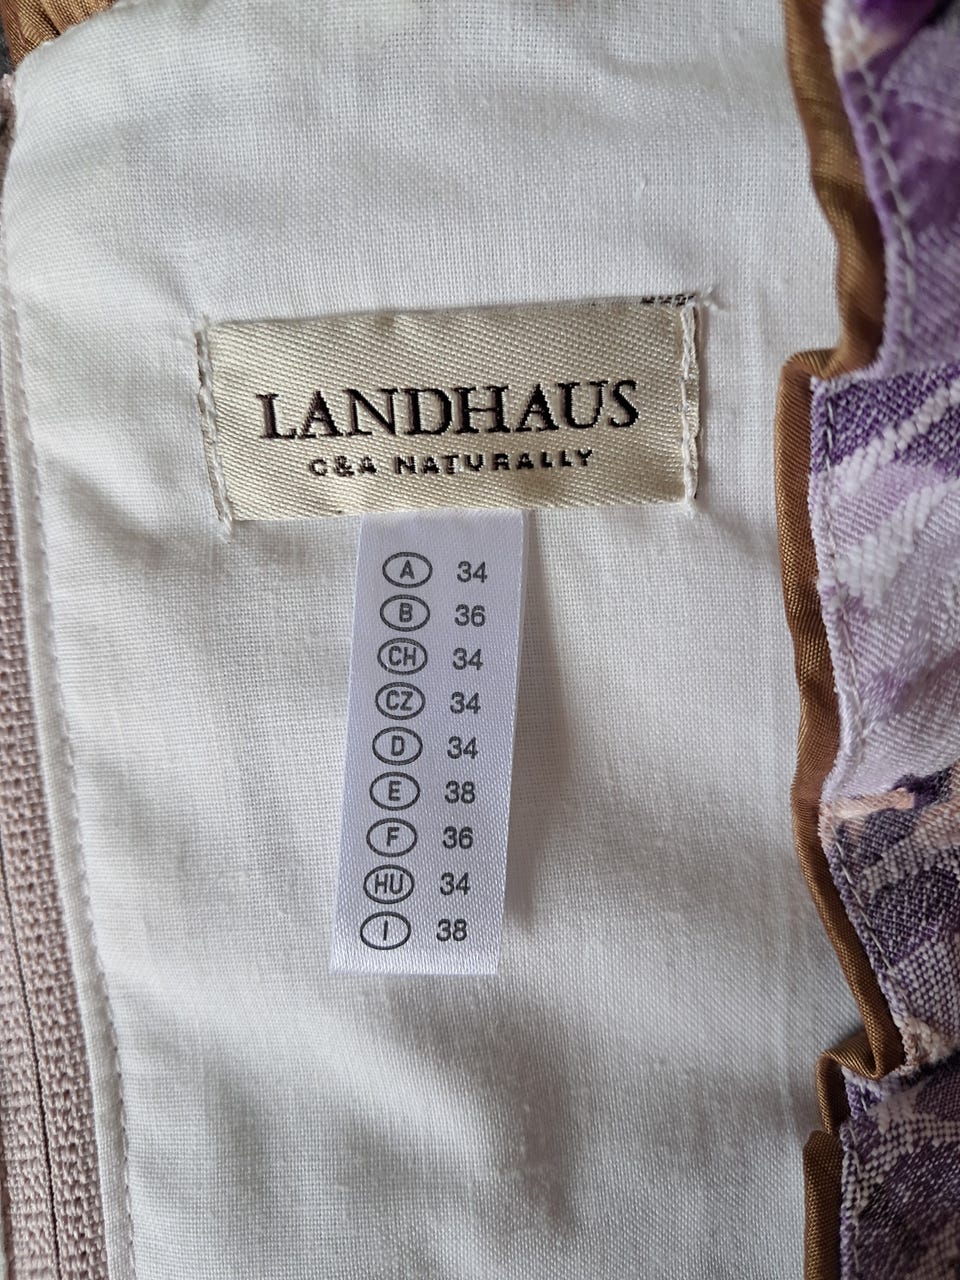 LANDHAUS
C&A NATURALLY
A 34
B 36
CH 34
CZ 34
D 34
E 38
F 36
HU 34
I 38